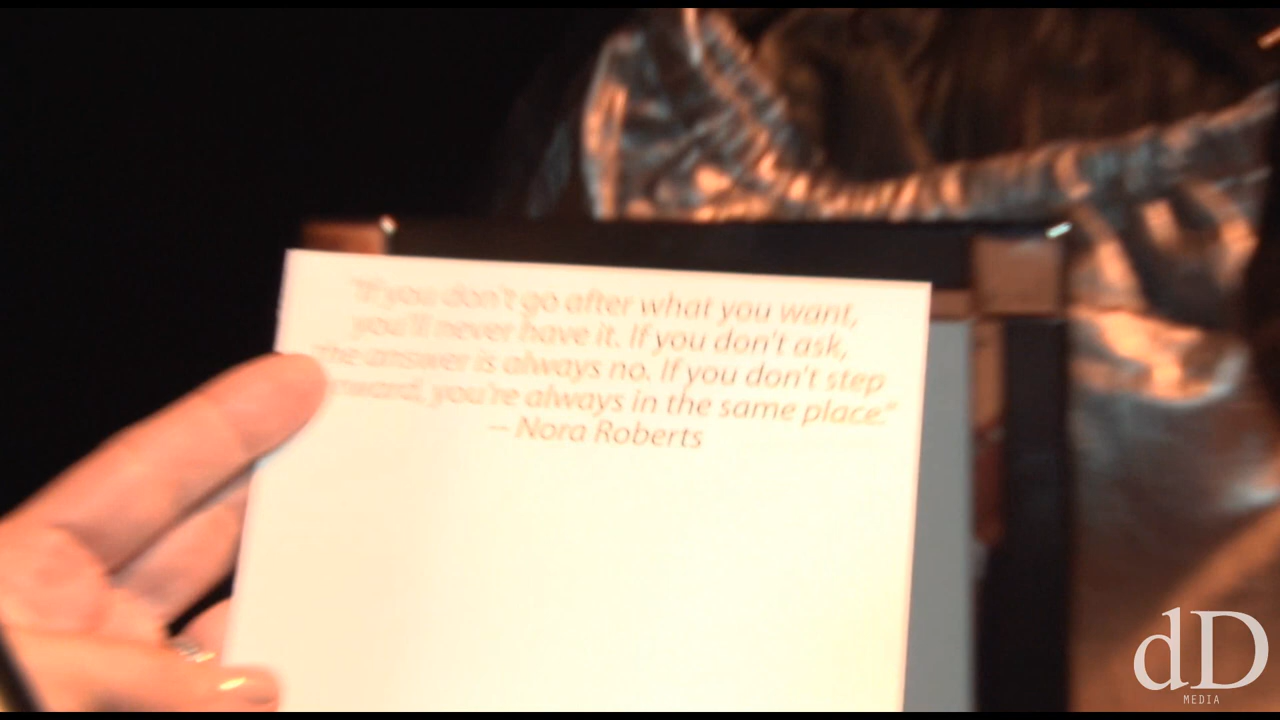 "If you don't go after what you want,
you'll never have it. If you don't ask,
the answer is always no. If you don't step
rward, you're always in the same place."
– Nora Roberts
dD
MEDIA